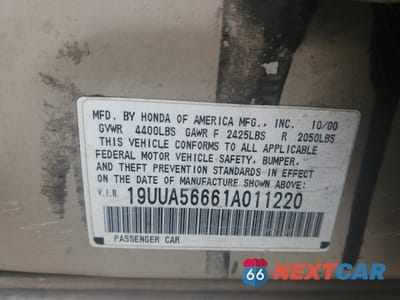 MFD. BY HONDA OF AMERICA MFG., INC. 10/00
GVWR 4400LBS GAWR F 2425LBS R 2050LBS
THIS VEHICLE CONFORMS TO ALL APPLICABLE
FEDERAL MOTOR VEHICLE SAFETY, BUMPER,
AND THEFT PREVENTION STANDARDS IN EFFECT
ON THE DATE OF MANUFACTURE SHOWN ABOVE:
V.I.N. 19UUA56661A011220
PASSENGER CAR
66 NEXTCAR